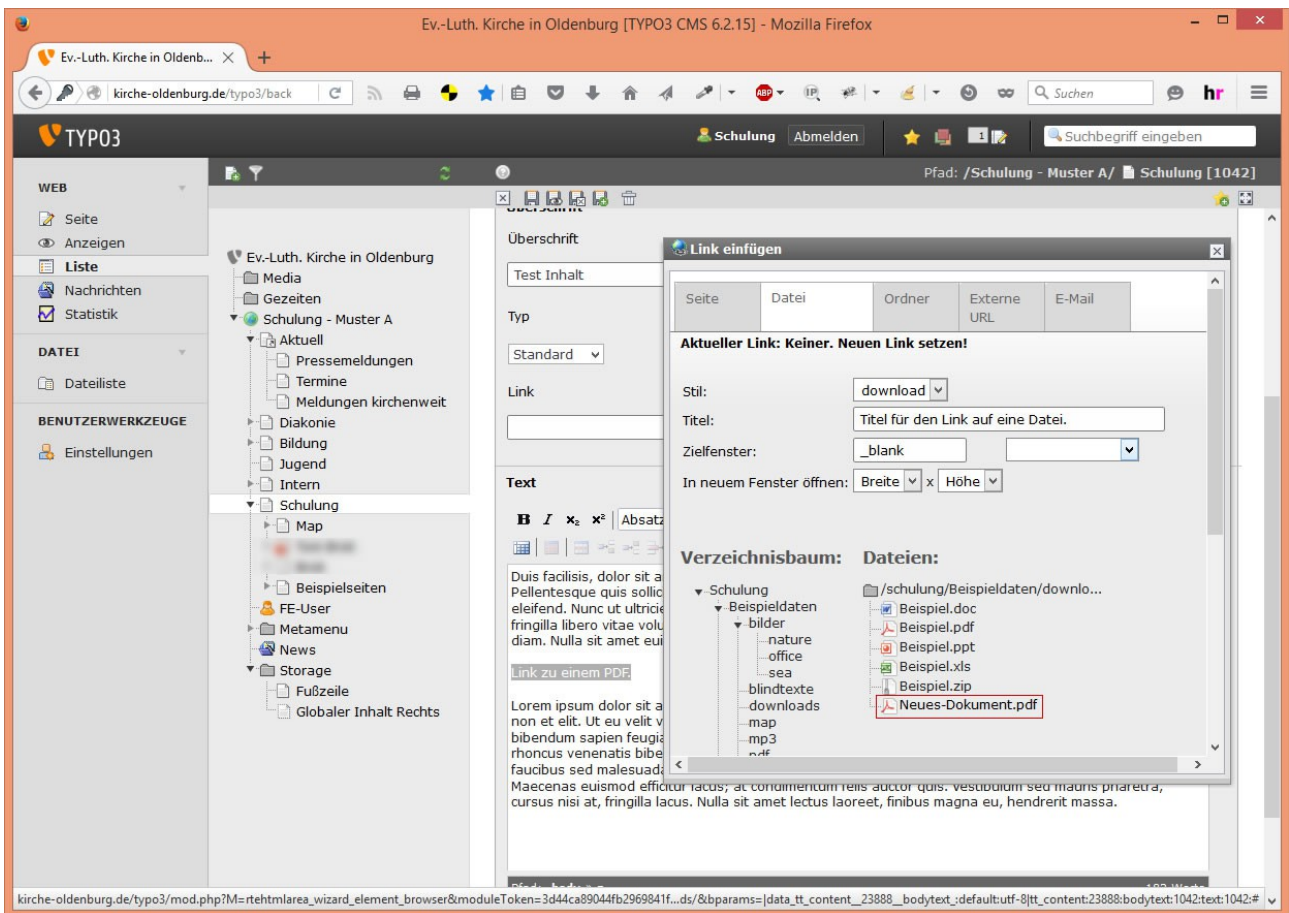 Ev.-Luth. Kirche in Oldenburg [TYPO3 CMS 6.2.15] - Mozilla Firefox
Ev.-Luth. Kirche in Oldenb...
kirche-oldenburg.de/typo3/back
ABP
IP
Suchen
hr
TYPO3
Schulung
Abmelden
1
Suchbegriff eingeben
Pfad: /Schulung - Muster A/ Schulung [1042]
WEB
Seite
Anzeigen
Liste
Nachrichten
Statistik
DATEI
Dateiliste
BENUTZERWERKZEUGE
Einstellungen
Ev.-Luth. Kirche in Oldenburg
Media
Gezeiten
Schulung - Muster A
Aktuell
Pressemeldungen
Termine
Meldungen kirchenweit
Diakonie
Bildung
Jugend
Intern
Schulung
Map
Beispielseiten
FE-User
Metamenu
News
Storage
Fußzeile
Globaler Inhalt Rechts
Überschrift
Überschrift
Test Inhalt
Typ
Standard
Link
Text
B I x₂ x² Absatz
Duis facilisis, dolor sit a
Pellentesque quis sollic
eleifend. Nunc ut ultricie
fringilla libero vitae volu
diam. Nulla sit amet eui
Link zu einem PDF.
Lorem ipsum dolor sit a
non et elit. Ut eu velit v
bibendum sapien feugia
rhoncus venenatis bibe
faucibus sed malesuada
Maecenas euismod efficitur lacus, at condimentum felis auctor quis. Vestibulum sed mauris pharetra,
cursus nisi at, fringilla lacus. Nulla sit amet lectus laoreet, finibus magna eu, hendrerit massa.
Link einfügen
Seite
Datei
Ordner
Externe URL
E-Mail
Aktueller Link: Keiner. Neuen Link setzen!
Stil: download
Titel: Titel für den Link auf eine Datei.
Zielfenster: _blank
In neuem Fenster öffnen: Breite x Höhe
Verzeichnisbaum:
Schulung
Beispieldaten
bilder
nature
office
sea
blindtexte
downloads
map
mp3
pdf
Dateien:
/schulung/Beispieldaten/downlo...
Beispiel.doc
Beispiel.pdf
Beispiel.ppt
Beispiel.xls
Beispiel.zip
Neues-Dokument.pdf
kirche-oldenburg.de/typo3/mod.php?M=rtehtmlarea_wizard_element_browser&moduleToken=3d44ca89044fb2969841f...ds/&bparams=|data_tt_content__23888__bodytext_:default:utf-8|tt_content:23888:bodytext:1042:text:1042:#